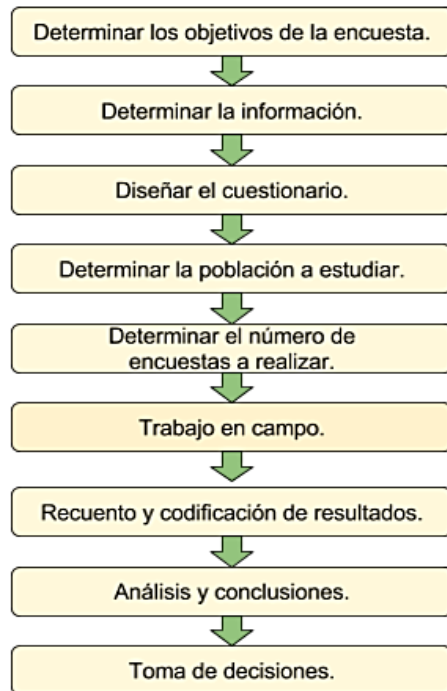 Determinar los objetivos de la encuesta.
Determinar la información.
Diseñar el cuestionario.
Determinar la población a estudiar.
Determinar el número de
encuestas a realizar.
Trabajo en campo.
Recuento y codificación de resultados.
Análisis y conclusiones.
Toma de decisiones.